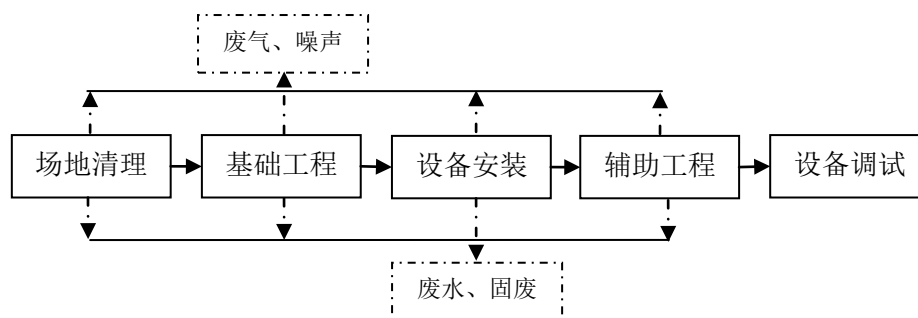 废气、噪声
场地清理
基础工程
设备安装
辅助工程
设备调试
废水、固废